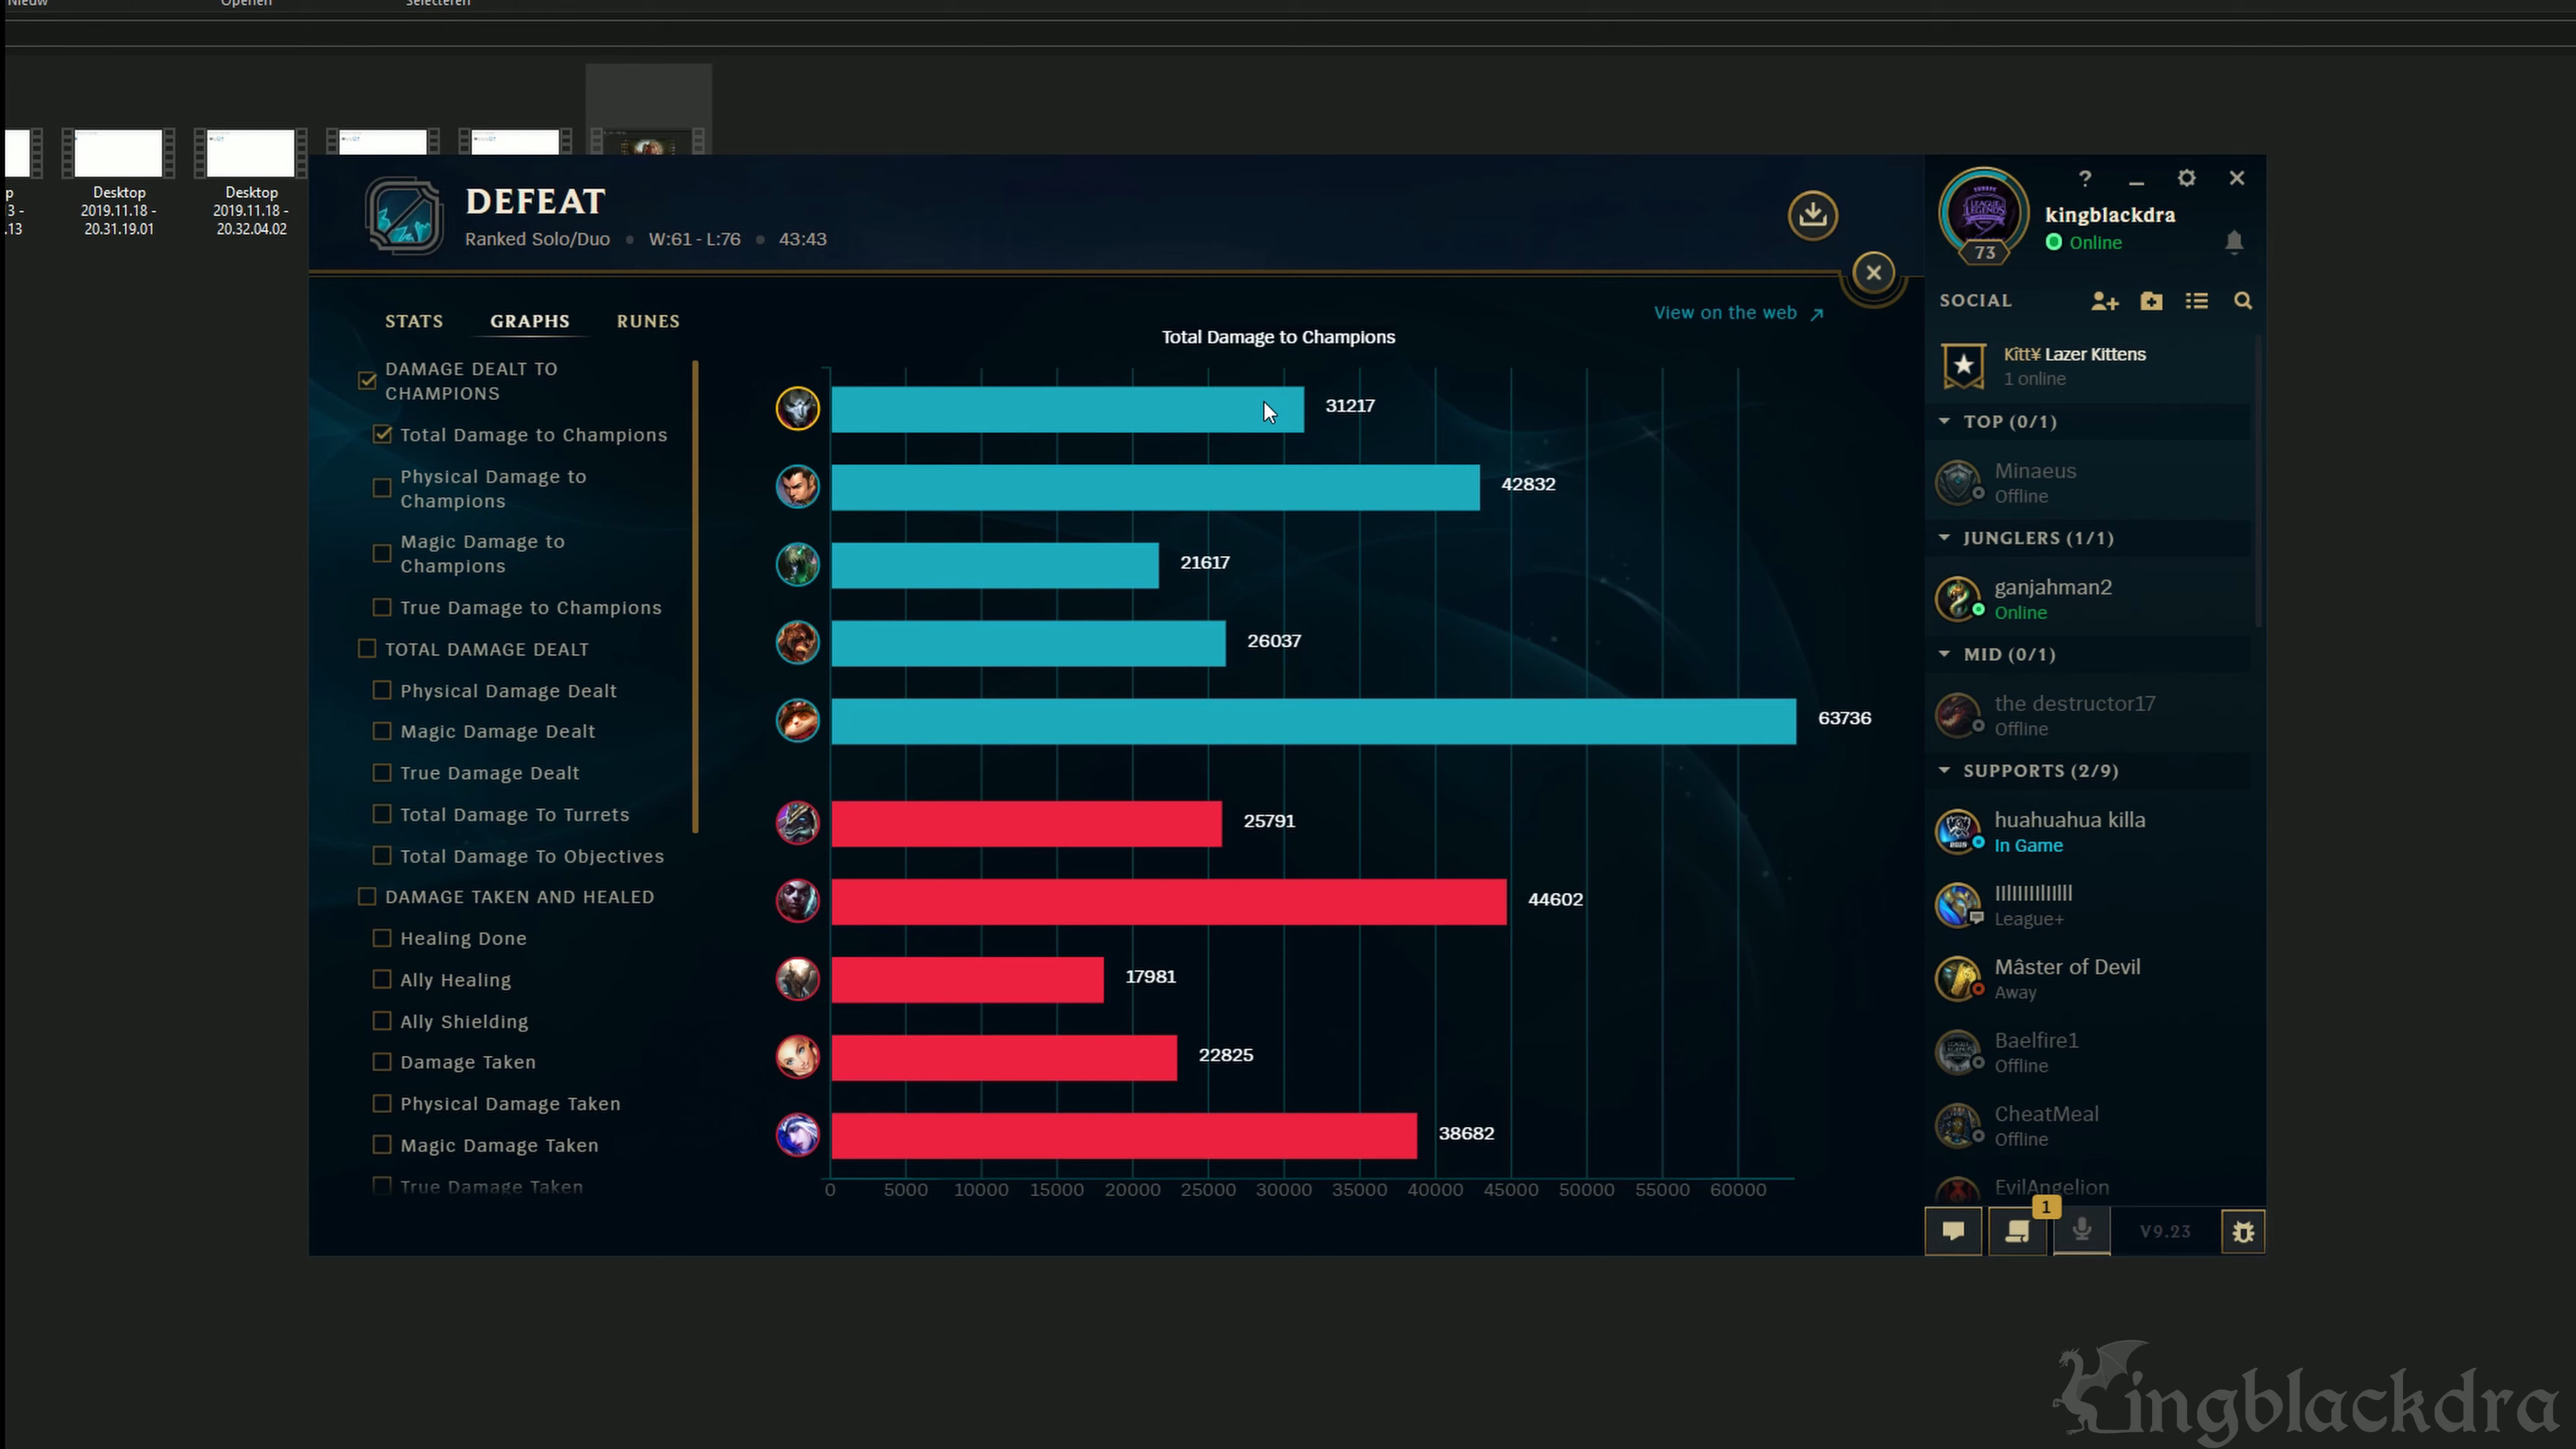 Nieuw
Openen
Selecteren
p
3 -
.13
Desktop
2019.11.18 -
20.31.19.01
Desktop
2019.11.18 -
20.32.04.02
DEFEAT
Ranked Solo/Duo • W:61 - L:76 • 43:43
STATS GRAPHS RUNES
View on the web
DAMAGE DEALT TO
CHAMPIONS
Total Damage to Champions
Physical Damage to
Champions
Magic Damage to
Champions
True Damage to Champions
TOTAL DAMAGE DEALT
Physical Damage Dealt
Magic Damage Dealt
True Damage Dealt
Total Damage To Turrets
Total Damage To Objectives
DAMAGE TAKEN AND HEALED
Healing Done
Ally Healing
Ally Shielding
Damage Taken
Physical Damage Taken
Magic Damage Taken
True Damage Taken
Total Damage to Champions
31217
42832
21617
26037
63736
25791
44602
17981
22825
38682
0 5000 10000 15000 20000 25000 30000 35000 40000 45000 50000 55000 60000
?
73
kingblackdra
Online
SOCIAL
Kîtt¥ Lazer Kittens
1 online
TOP (0/1)
Minaeus
Offline
JUNGLERS (1/1)
ganjahman2
Online
MID (0/1)
the destructor17
Offline
SUPPORTS (2/9)
huahuahua killa
In Game
League+
Mâster of Devil
Away
Baelfire1
Offline
CheatMeal
Offline
EvilAngelion
1
V9.23
Kingblackdra